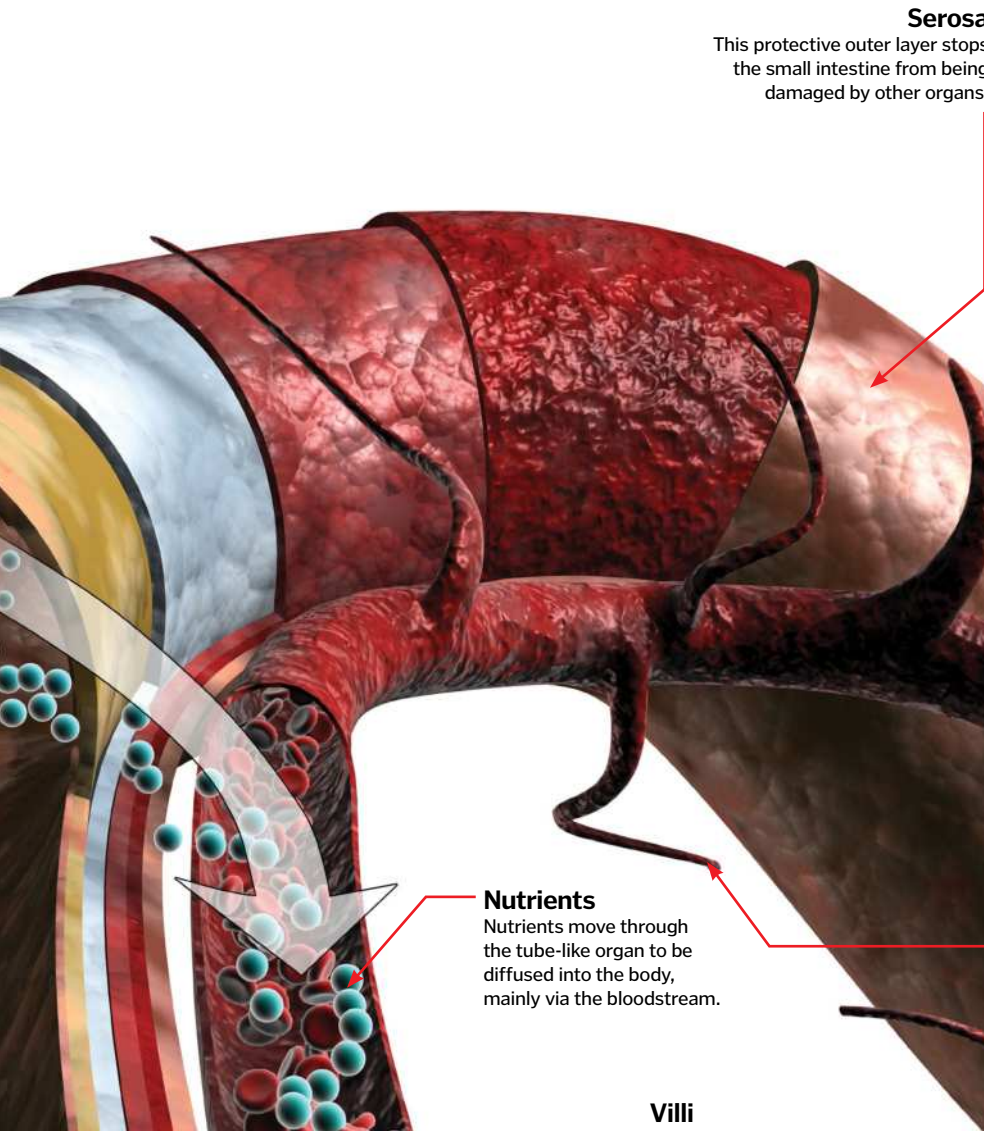 Serosa
This protective outer layer stops
the small intestine from being
damaged by other organs.
Nutrients
Nutrients move through
the tube-like organ to be
diffused into the body,
mainly via the bloodstream.
Villi